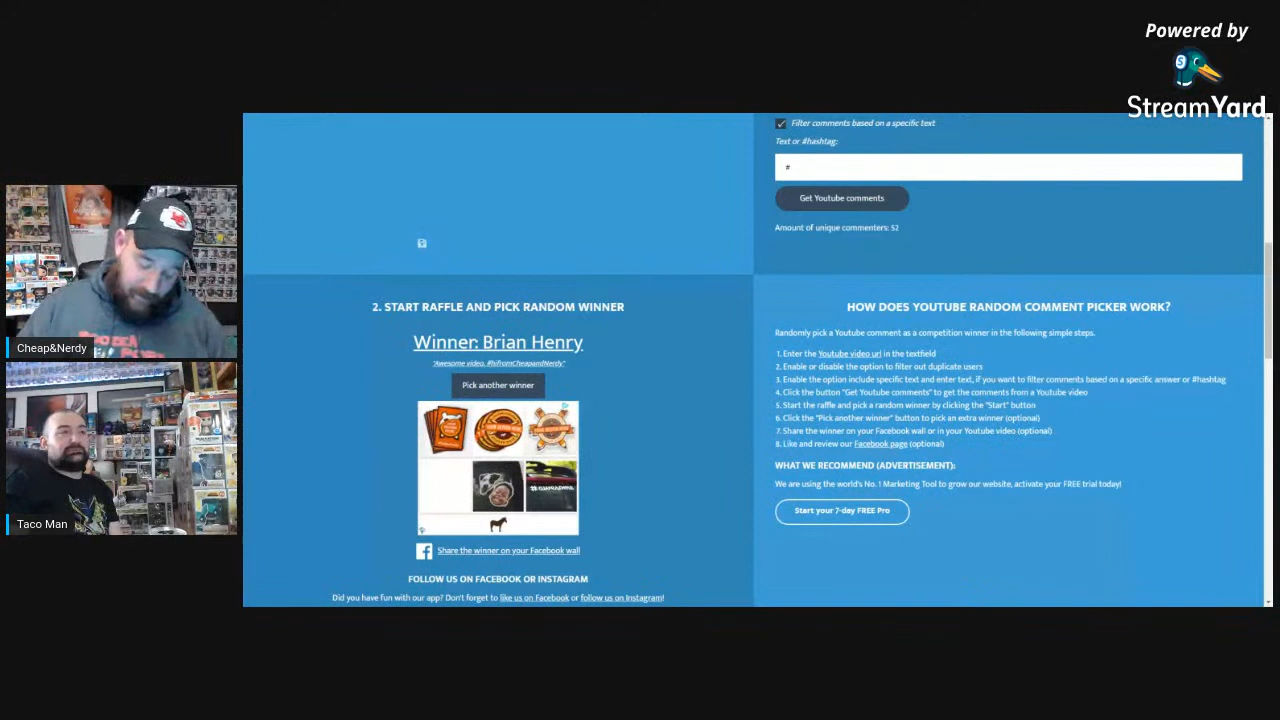 Powered by
StreamYard
Filter comments based on a specific text
Text or #hashtag:
#
Get Youtube comments
Amount of unique commenters: 52
2. START RAFFLE AND PICK RANDOM WINNER
Winner: Brian Henry
"Awesome video, #hifromCheapandNerdy"
Pick another winner
Share the winner on your Facebook wall
FOLLOW US ON FACEBOOK OR INSTAGRAM
Did you have fun with our app? Don't forget to like us on Facebook or follow us on Instagram!
HOW DOES YOUTUBE RANDOM COMMENT PICKER WORK?
Randomly pick a Youtube comment as a competition winner in the following simple steps.
1. Enter the Youtube video url in the textfield
2. Enable or disable the option to filter out duplicate users
3. Enable the option include specific text and enter text, if you want to filter comments based on a specific answer or #hashtag
4. Click the button "Get Youtube comments" to get the comments from a Youtube video
5. Start the raffle and pick a random winner by clicking the "Start" button
6. Click the "Pick another winner" button to pick an extra winner (optional)
7. Share the winner on your Facebook wall or in your Youtube video (optional)
8. Like and review our Facebook page (optional)
WHAT WE RECOMMEND (ADVERTISEMENT):
We are using the world's No. 1 Marketing Tool to grow our website, activate your FREE trial today!
Start your 7-day FREE Pro
Cheap&Nerdy
Taco Man